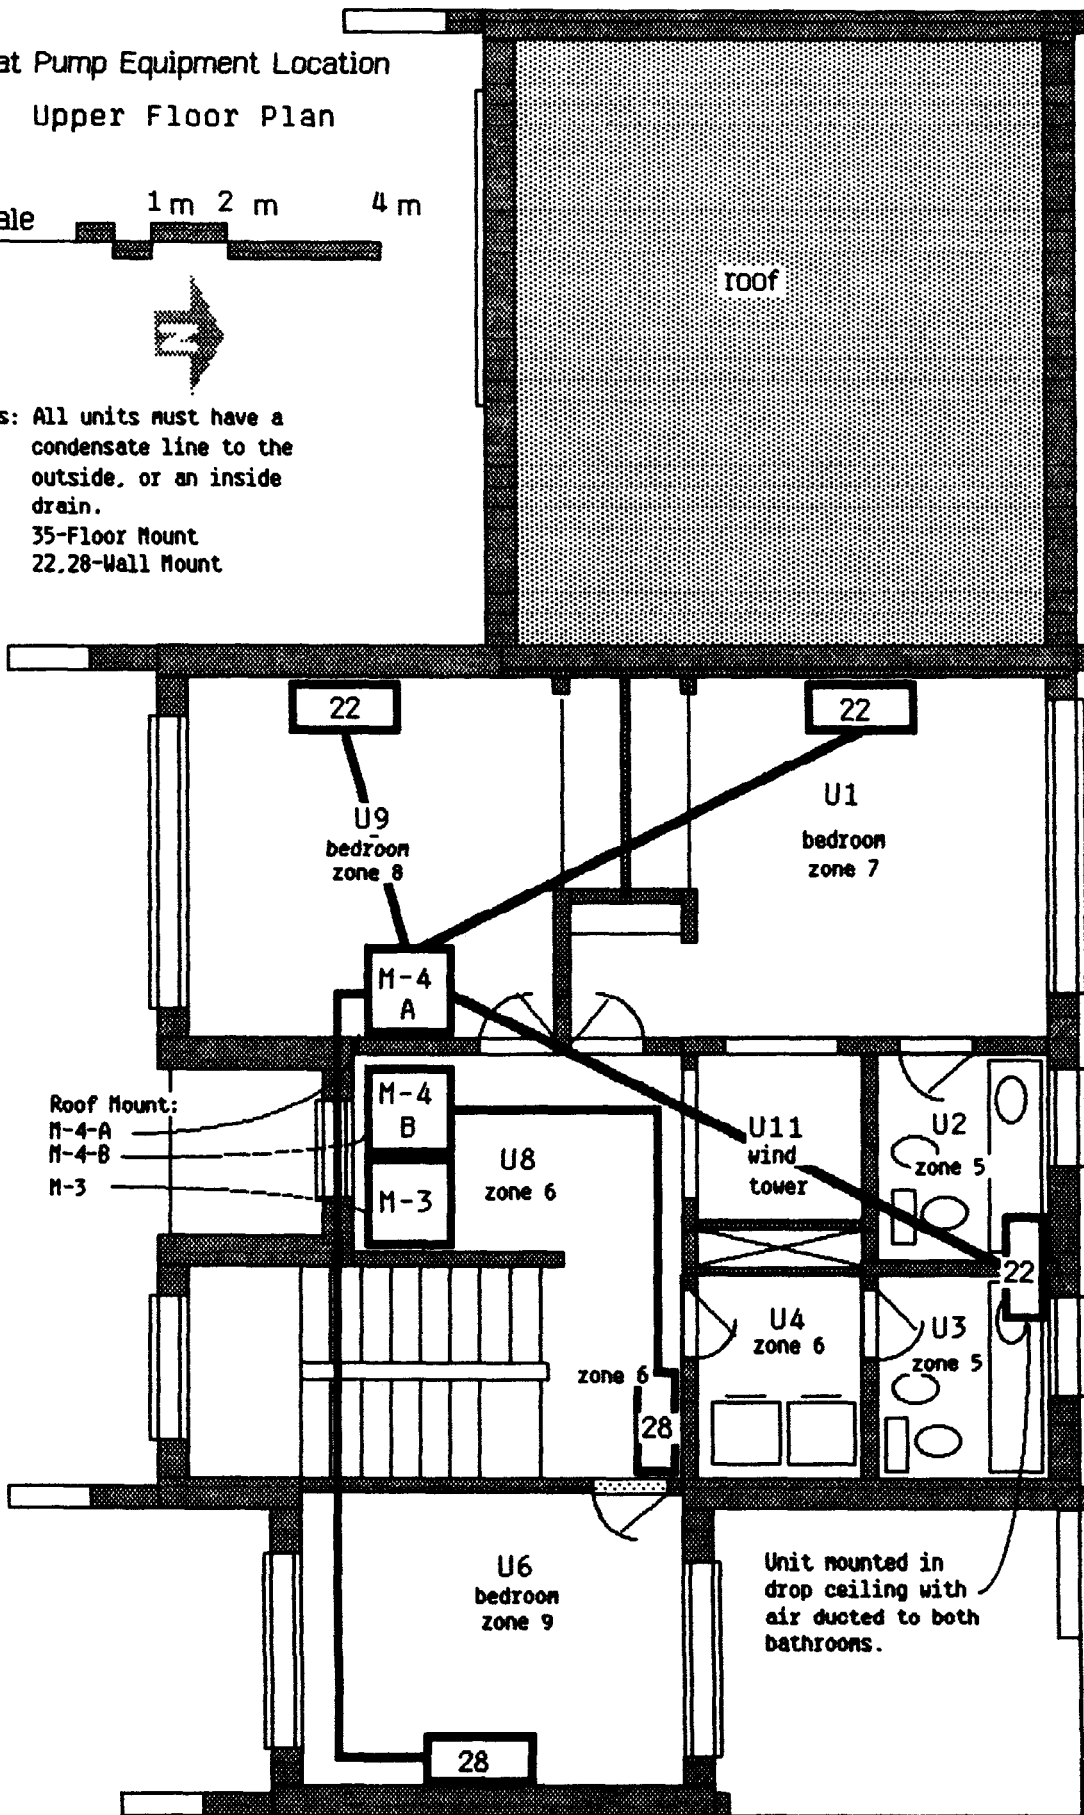 at Pump Equipment Location
Upper Floor Plan
ale
1 m 2 m 4 m
N
roof
s: All units must have a
condensate line to the
outside, or an inside
drain.
35-Floor Mount
22,28-Wall Mount
22
22
U9
bedroom
zone 8
U1
bedroom
zone 7
M-4
A
Roof Mount:
M-4-A
M-4-B
M-3
M-4
B
M-3
U8
zone 6
U11
wind
tower
U2
zone 5
22
U4
zone 6
U3
zone 5
zone 6
28
U6
bedroom
zone 9
Unit mounted in
drop ceiling with
air ducted to both
bathrooms.
28